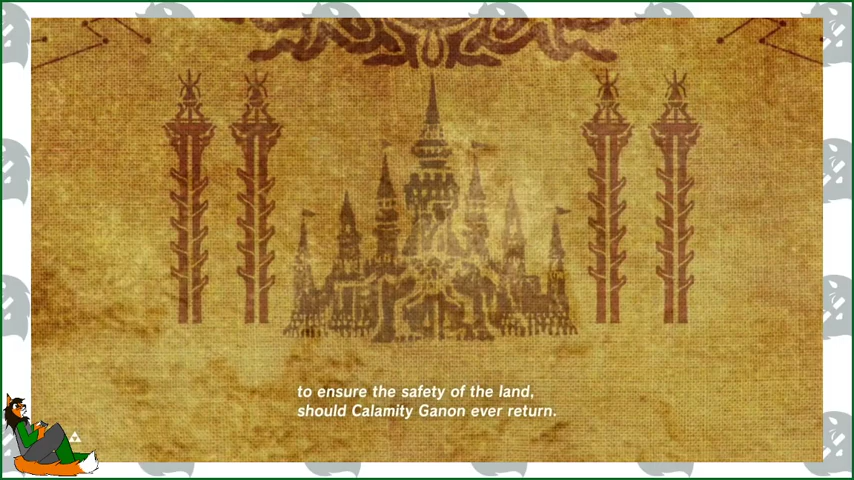 to ensure the safety of the land,
should Calamity Ganon ever return.